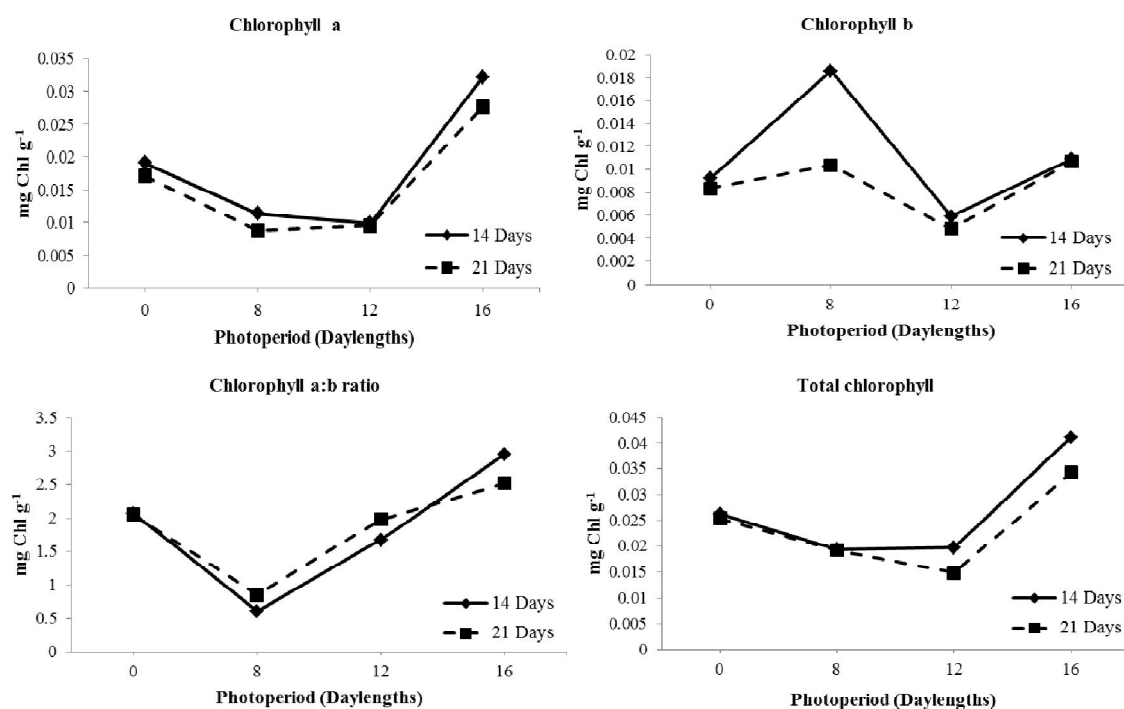 Chlorophyll a
0.035
0.03
0.025
0.02
0.015
0.01
0.005
0
mg Chl g-1
0 8 12 16
Photoperiod (Daylengths)
14 Days
21 Days
Chlorophyll b
0.02
0.018
0.016
0.014
0.012
0.010
0.008
0.006
0.004
0.002
0
mg Chl g-1
0 8 12 16
Photoperiod (Daylengths)
14 Days
21 Days
Chlorophyll a:b ratio
3.5
3
2.5
2
1.5
1
0.5
0
mg Chl g-1
0 8 12 16
Photoperiod (Daylengths)
14 Days
21 Days
Total chlorophyll
0.045
0.04
0.035
0.03
0.025
0.02
0.015
0.01
0.005
0
mg Chl g-1
0 8 12 16
Photoperiod (Daylengths)
14 Days
21 Days